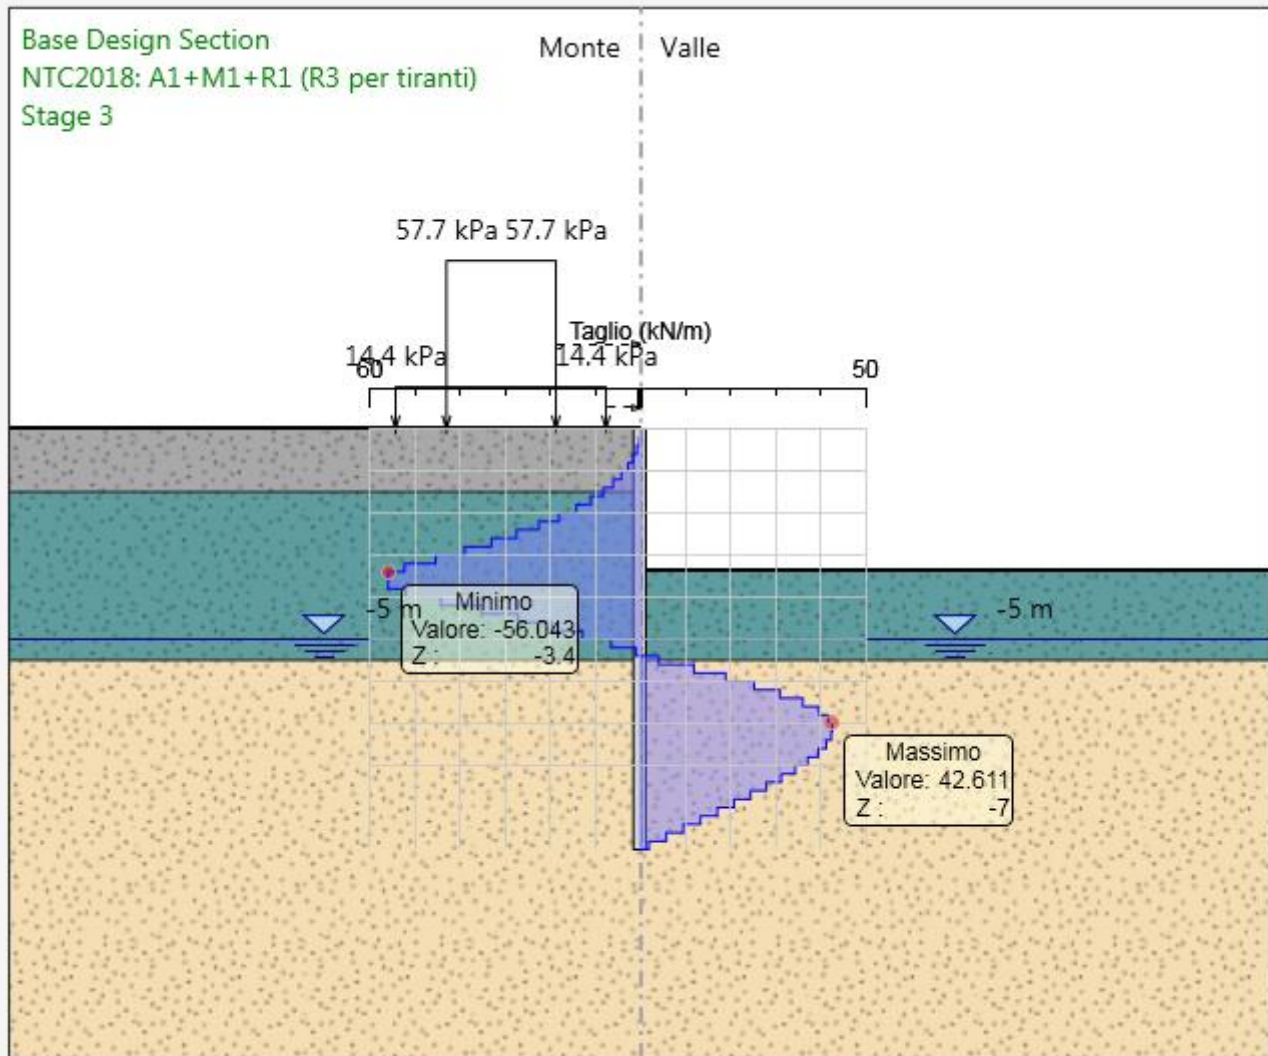 Base Design Section
Monte
Valle
NTC2018: A1+M1+R1 (R3 per tiranti)
Stage 3
57.7 kPa 57.7 kPa
Taglio (kN/m)
14.4 kPa
14.4 kPa
60
50
-5 m
-5 m
Minimo
Valore: -56.043
Z : -3.4
Massimo
Valore: 42.611
Z : -7